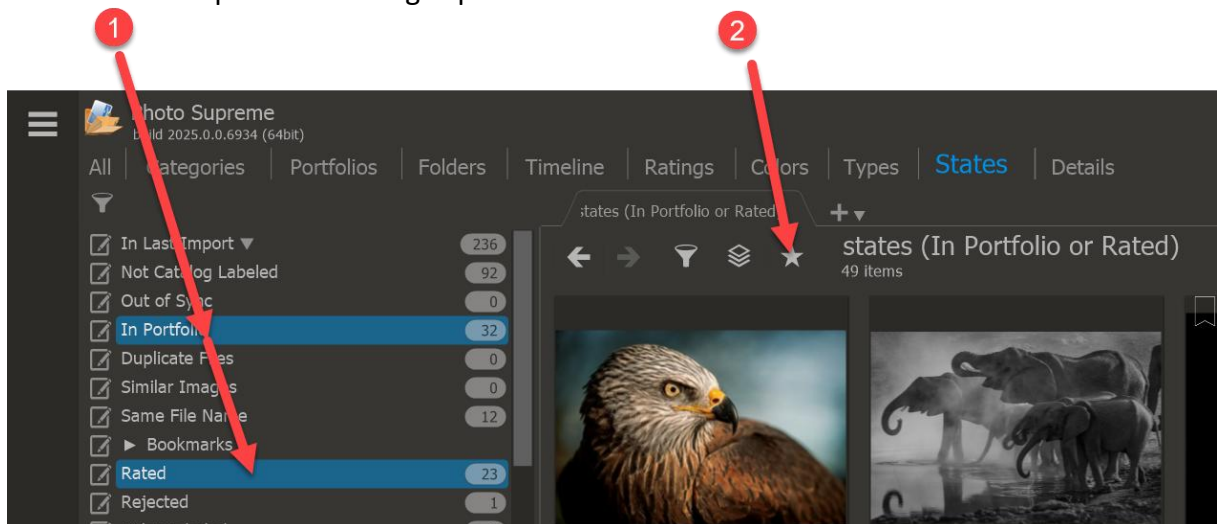 1
2
Photo Supreme
build 2025.0.0.6934 (64bit)
All Categories Portfolios Folders Timeline Ratings Colors Types States Details
states (In Portfolio or Rated)
In Last Import 236
Not Catalog Labeled 92
Out of Sync 0
In Portfolio 32
Duplicate Files 0
Similar Images 0
Same File Name 12
Bookmarks
Rated 23
Rejected 1
states (In Portfolio or Rated)
49 items